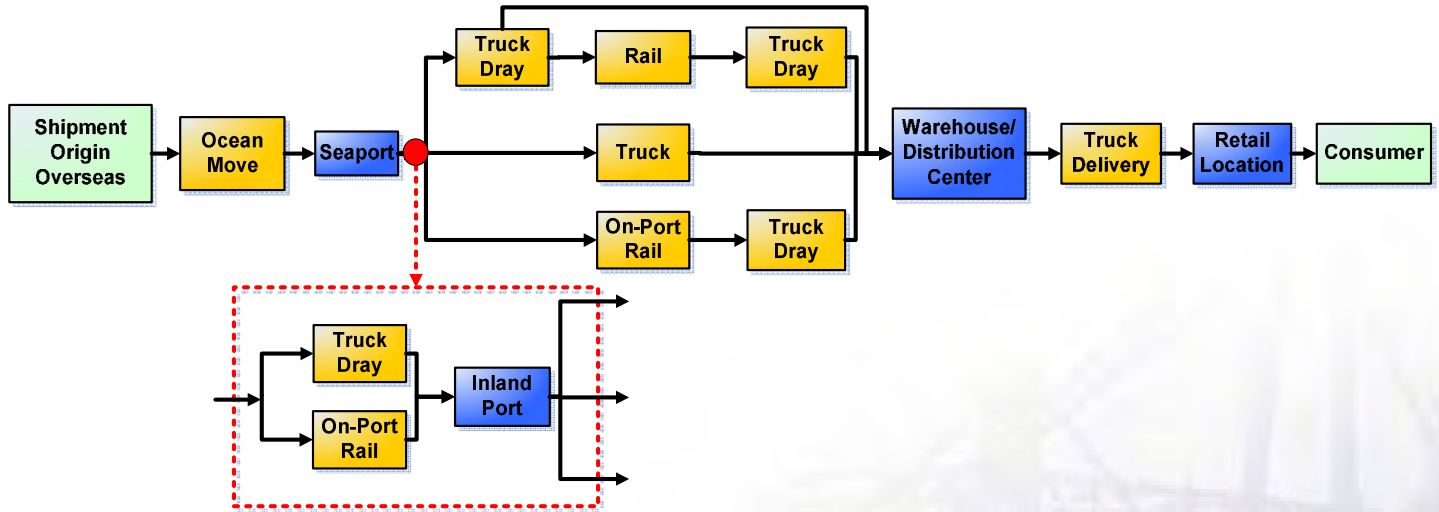 Shipment
Origin
Overseas
Ocean
Move
Seaport
Truck
Dray
Rail
Truck
Dray
Truck
On-Port
Rail
Truck
Dray
Warehouse/
Distribution
Center
Truck
Delivery
Retail
Location
Consumer
Truck
Dray
On-Port
Rail
Inland
Port